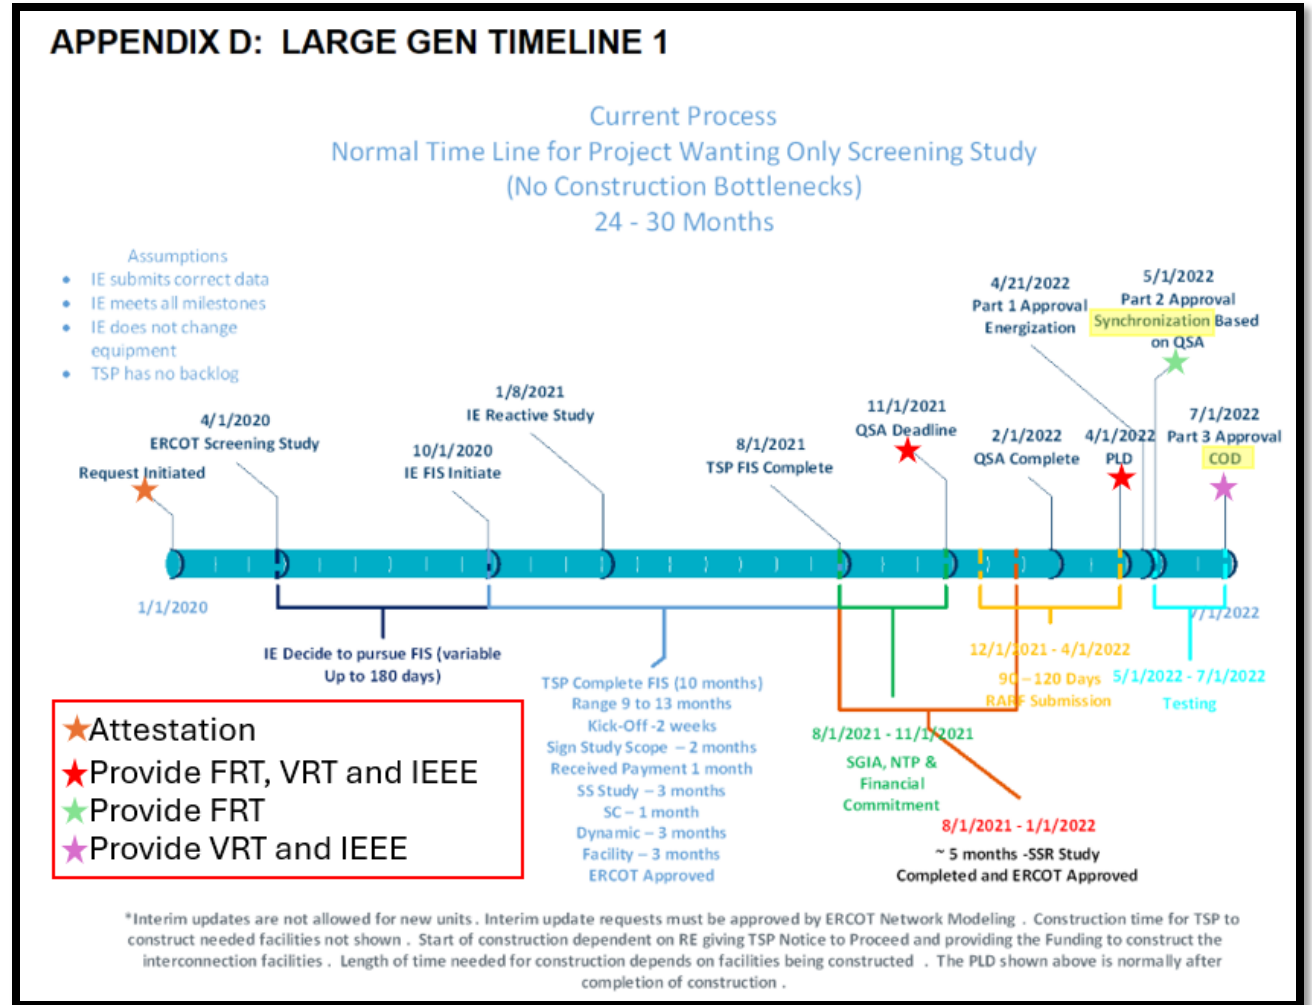 APPENDIX D:  LARGE GEN TIMELINE 1
Current Process
Normal Time Line for Project Wanting Only Screening Study
(No Construction Bottlenecks)
24 - 30 Months
Assumptions
• IE submits correct data
• IE meets all milestones
• IE does not change
equipment
• TSP has no backlog
Request Initiated
4/1/2020
ERCOT Screening Study
10/1/2020
IE FIS Initiate
1/8/2021
IE Reactive Study
8/1/2021
TSP FIS Complete
11/1/2021
QSA Deadline
2/1/2022
QSA Complete
4/1/2022
PLD
4/21/2022
Part 1 Approval
Energization
5/1/2022
Part 2 Approval
Synchronization Based
on QSA
7/1/2022
Part 3 Approval
COD
1/1/2020
7/1/2022
IE Decide to pursue FIS (variable
Up to 180 days)
TSP Complete FIS (10 months)
Range 9 to 13 months
Kick-Off -2 weeks
Sign Study Scope – 2 months
Received Payment 1 month
SS Study – 3 months
SC – 1 month
Dynamic – 3 months
Facility – 3 months
ERCOT Approved
8/1/2021 - 11/1/2021
SGIA, NTP &
Financial
Commitment
8/1/2021 - 1/1/2022
~ 5 months -SSR Study
Completed and ERCOT Approved
12/1/2021 - 4/1/2022
90 – 120 Days
RARF Submission
5/1/2022 - 7/1/2022
Testing
Attestation
Provide FRT, VRT and IEEE
Provide FRT
Provide VRT and IEEE
*Interim updates are not allowed for new units . Interim update requests must be approved by ERCOT Network Modeling . Construction time for TSP to
construct needed facilities not shown . Start of construction dependent on RE giving TSP Notice to Proceed and providing the Funding to construct the
interconnection facilities . Length of time needed for construction depends on facilities being constructed . The PLD shown above is normally after
completion of construction .